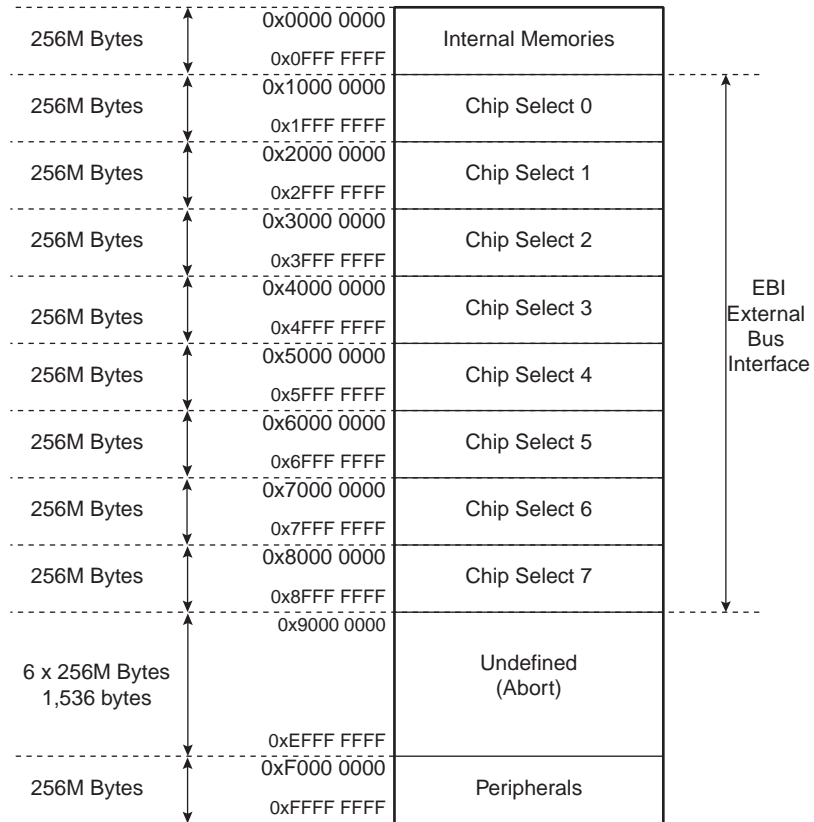 0x0000 0000
256M Bytes
Internal Memories
0x0FFF FFFF
0x1000 0000
256M Bytes
Chip Select 0
0x1FFF FFFF
0x2000 0000
256M Bytes
Chip Select 1
0x2FFF FFFF
0x3000 0000
256M Bytes
Chip Select 2
0x3FFF FFFF
0x4000 0000
256M Bytes
Chip Select 3
0x4FFF FFFF
0x5000 0000
256M Bytes
Chip Select 4
0x5FFF FFFF
0x6000 0000
256M Bytes
Chip Select 5
0x6FFF FFFF
0x7000 0000
256M Bytes
Chip Select 6
0x7FFF FFFF
0x8000 0000
256M Bytes
Chip Select 7
0x8FFF FFFF
EBI
External
Bus
Interface
0x9000 0000
6 x 256M Bytes
1,536 bytes
Undefined
(Abort)
0xEFFF FFFF
0xF000 0000
256M Bytes
Peripherals
0xFFFF FFFF